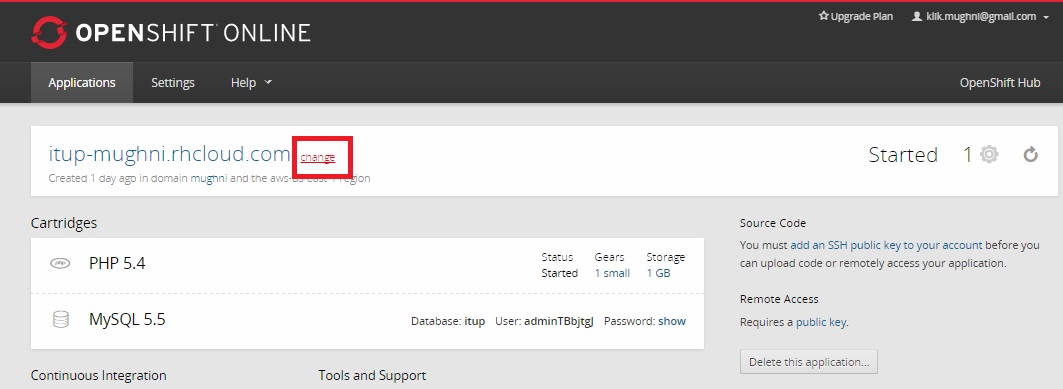 Upgrade Plan
klik.mughni@gmail.com
OPENSHIFT ONLINE
Applications Settings Help OpenShift Hub
itup-mughni.rhcloud.com change
Started 1
Created 1 day ago in domain mughni and the aws-us-east-1 region
Cartridges
PHP 5.4
Status Gears Storage
Started 1 small 1 GB
MySQL 5.5
Database: itup User: adminTBbjtgJ Password: show
Source Code
You must add an SSH public key to your account before you
can upload code or remotely access your application.
Remote Access
Requires a public key.
Delete this application...
Continuous Integration
Tools and Support